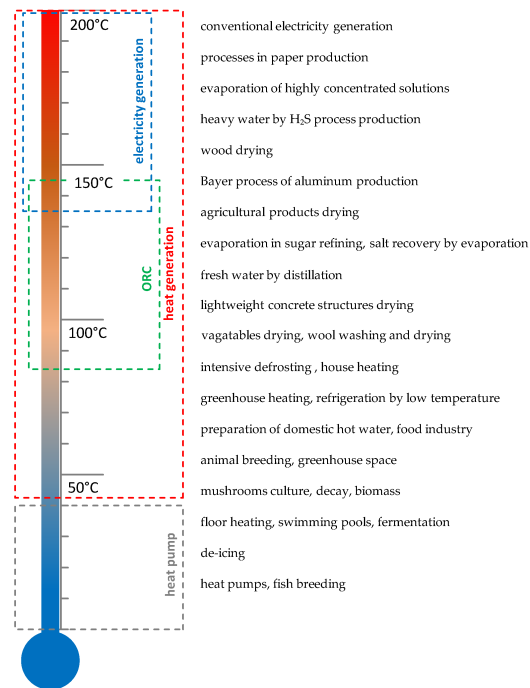 200°C
conventional electricity generation
processes in paper production
evaporation of highly concentrated solutions
electricity generation
heavy water by H₂S process production
wood drying
150°C
Bayer process of aluminum production
agricultural products drying
evaporation in sugar refining, salt recovery by evaporation
ORC
heat generation
fresh water by distillation
lightweight concrete structures drying
100°C
vagatables drying, wool washing and drying
intensive defrosting , house heating
greenhouse heating, refrigeration by low temperature
preparation of domestic hot water, food industry
animal breeding, greenhouse space
50°C
mushrooms culture, decay, biomass
floor heating, swimming pools, fermentation
heat pump
de-icing
heat pumps, fish breeding